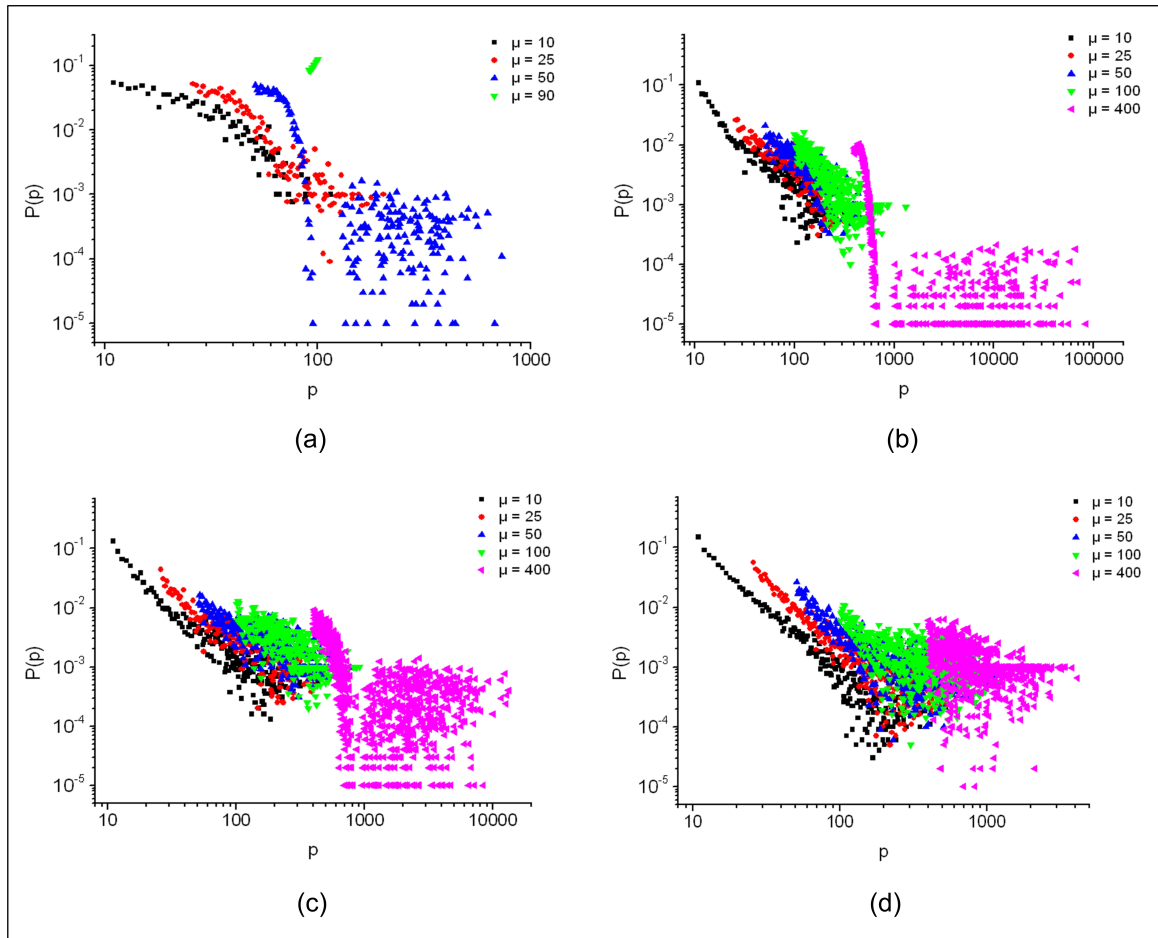 μ = 10
μ = 25
μ = 50
μ = 90
10⁻¹
10⁻²
10⁻³
10⁻⁴
10⁻⁵
P(p)
10 100 1000
p
(a)
μ = 10
μ = 25
μ = 50
μ = 100
μ = 400
10⁻¹
10⁻²
10⁻³
10⁻⁴
10⁻⁵
P(p)
10 100 1000 10000 100000
p
(b)
μ = 10
μ = 25
μ = 50
μ = 100
μ = 400
10⁻¹
10⁻²
10⁻³
10⁻⁴
10⁻⁵
P(p)
10 100 1000 10000
p
(c)
μ = 10
μ = 25
μ = 50
μ = 100
μ = 400
10⁻¹
10⁻²
10⁻³
10⁻⁴
10⁻⁵
P(p)
10 100 1000
p
(d)